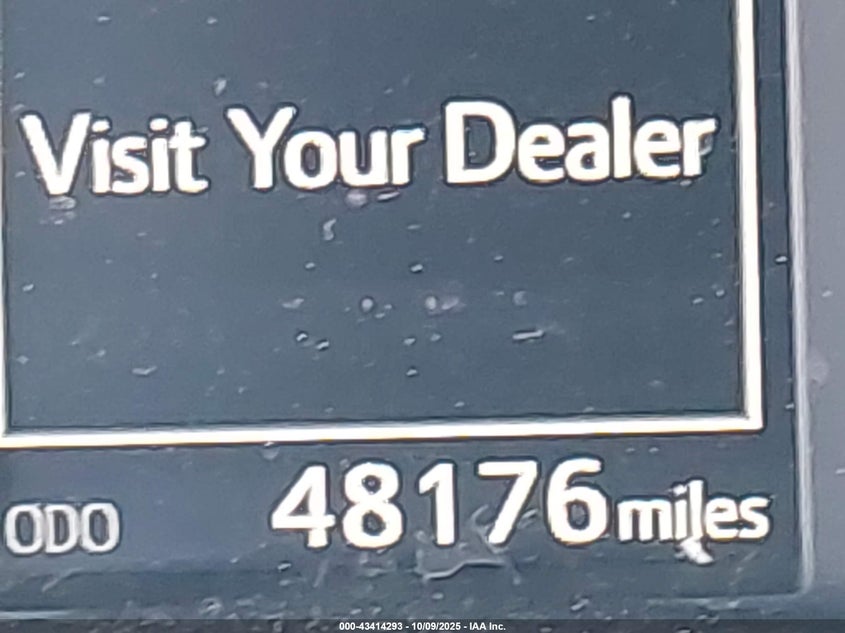 Visit Your Dealer
ODO 48176 miles
000-43414293 - 10/09/2025 - IAA Inc.